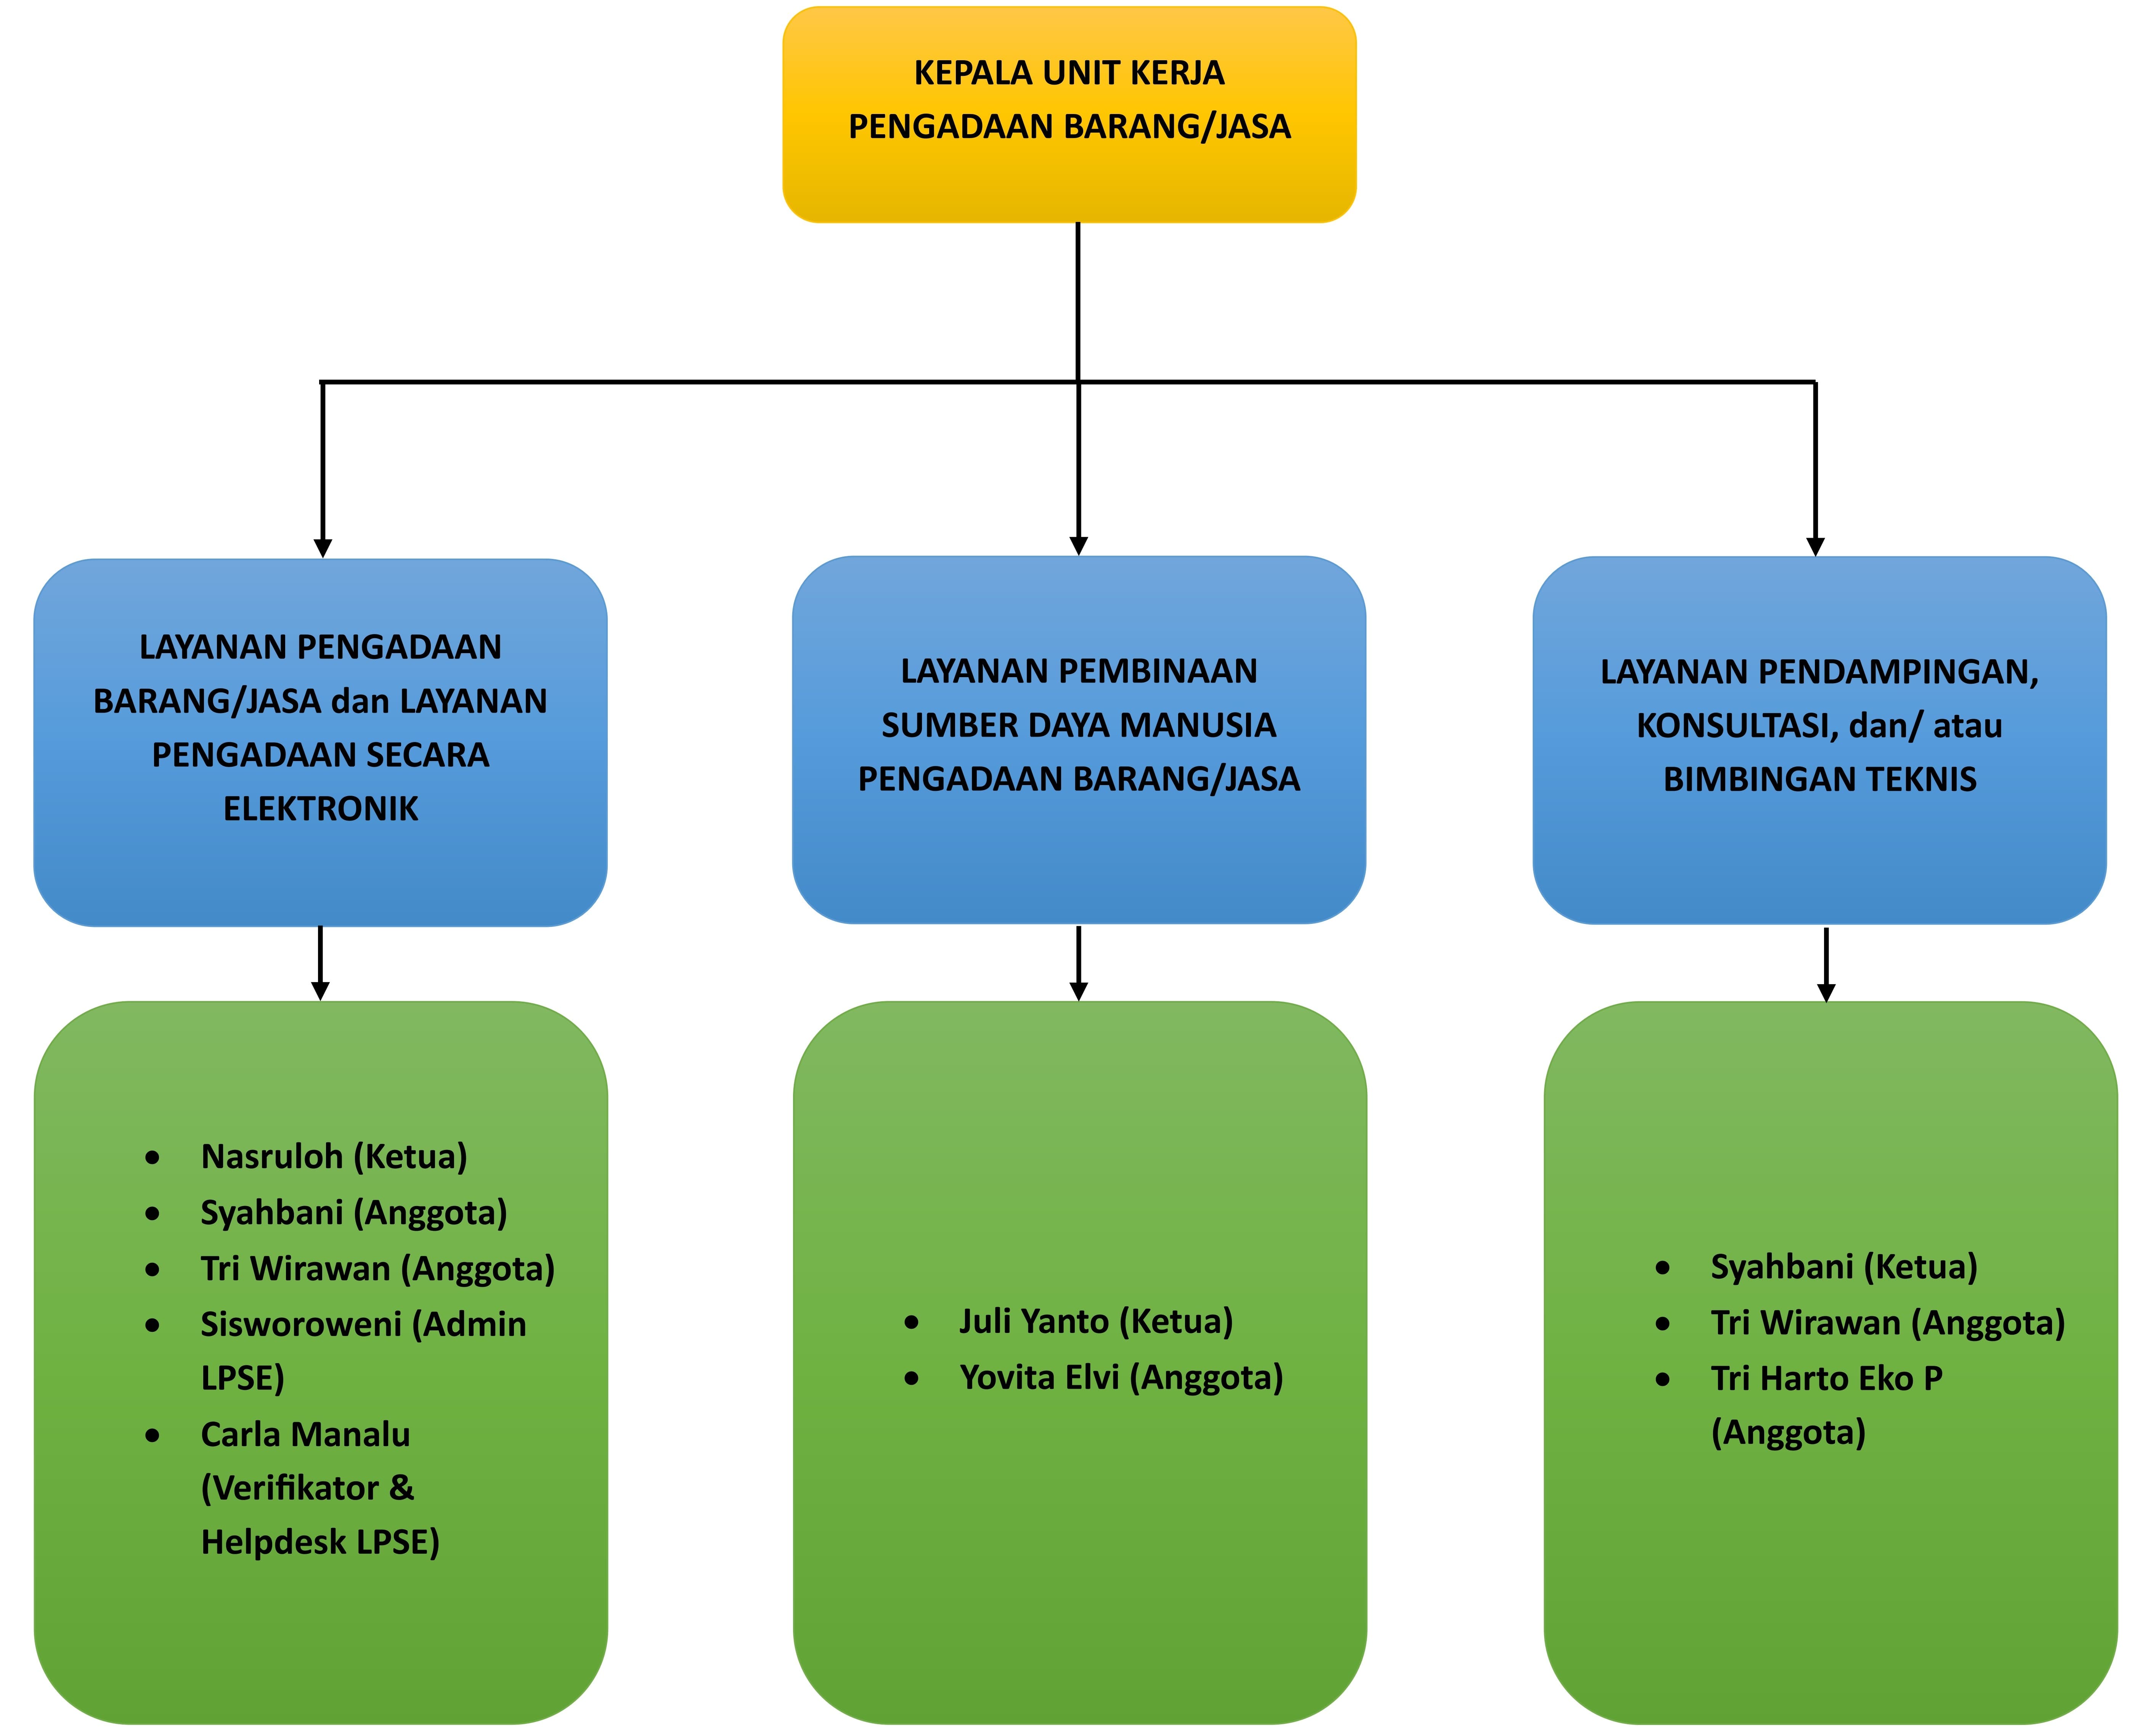 KEPALA UNIT KERJA
PENGADAAN BARANG/JASA
LAYANAN PENGADAAN
BARANG/JASA dan LAYANAN
PENGADAAN SECARA
ELEKTRONIK
LAYANAN PEMBINAAN
SUMBER DAYA MANUSIA
PENGADAAN BARANG/JASA
LAYANAN PENDAMPINGAN,
KONSULTASI, dan/ atau
BIMBINGAN TEKNIS
• Nasruloh (Ketua)
• Syahbani (Anggota)
• Tri Wirawan (Anggota)
• Sisworoweni (Admin
LPSE)
• Carla Manalu
(Verifikator &
Helpdesk LPSE)
• Juli Yanto (Ketua)
• Yovita Elvi (Anggota)
• Syahbani (Ketua)
• Tri Wirawan (Anggota)
• Tri Harto Eko P
(Anggota)